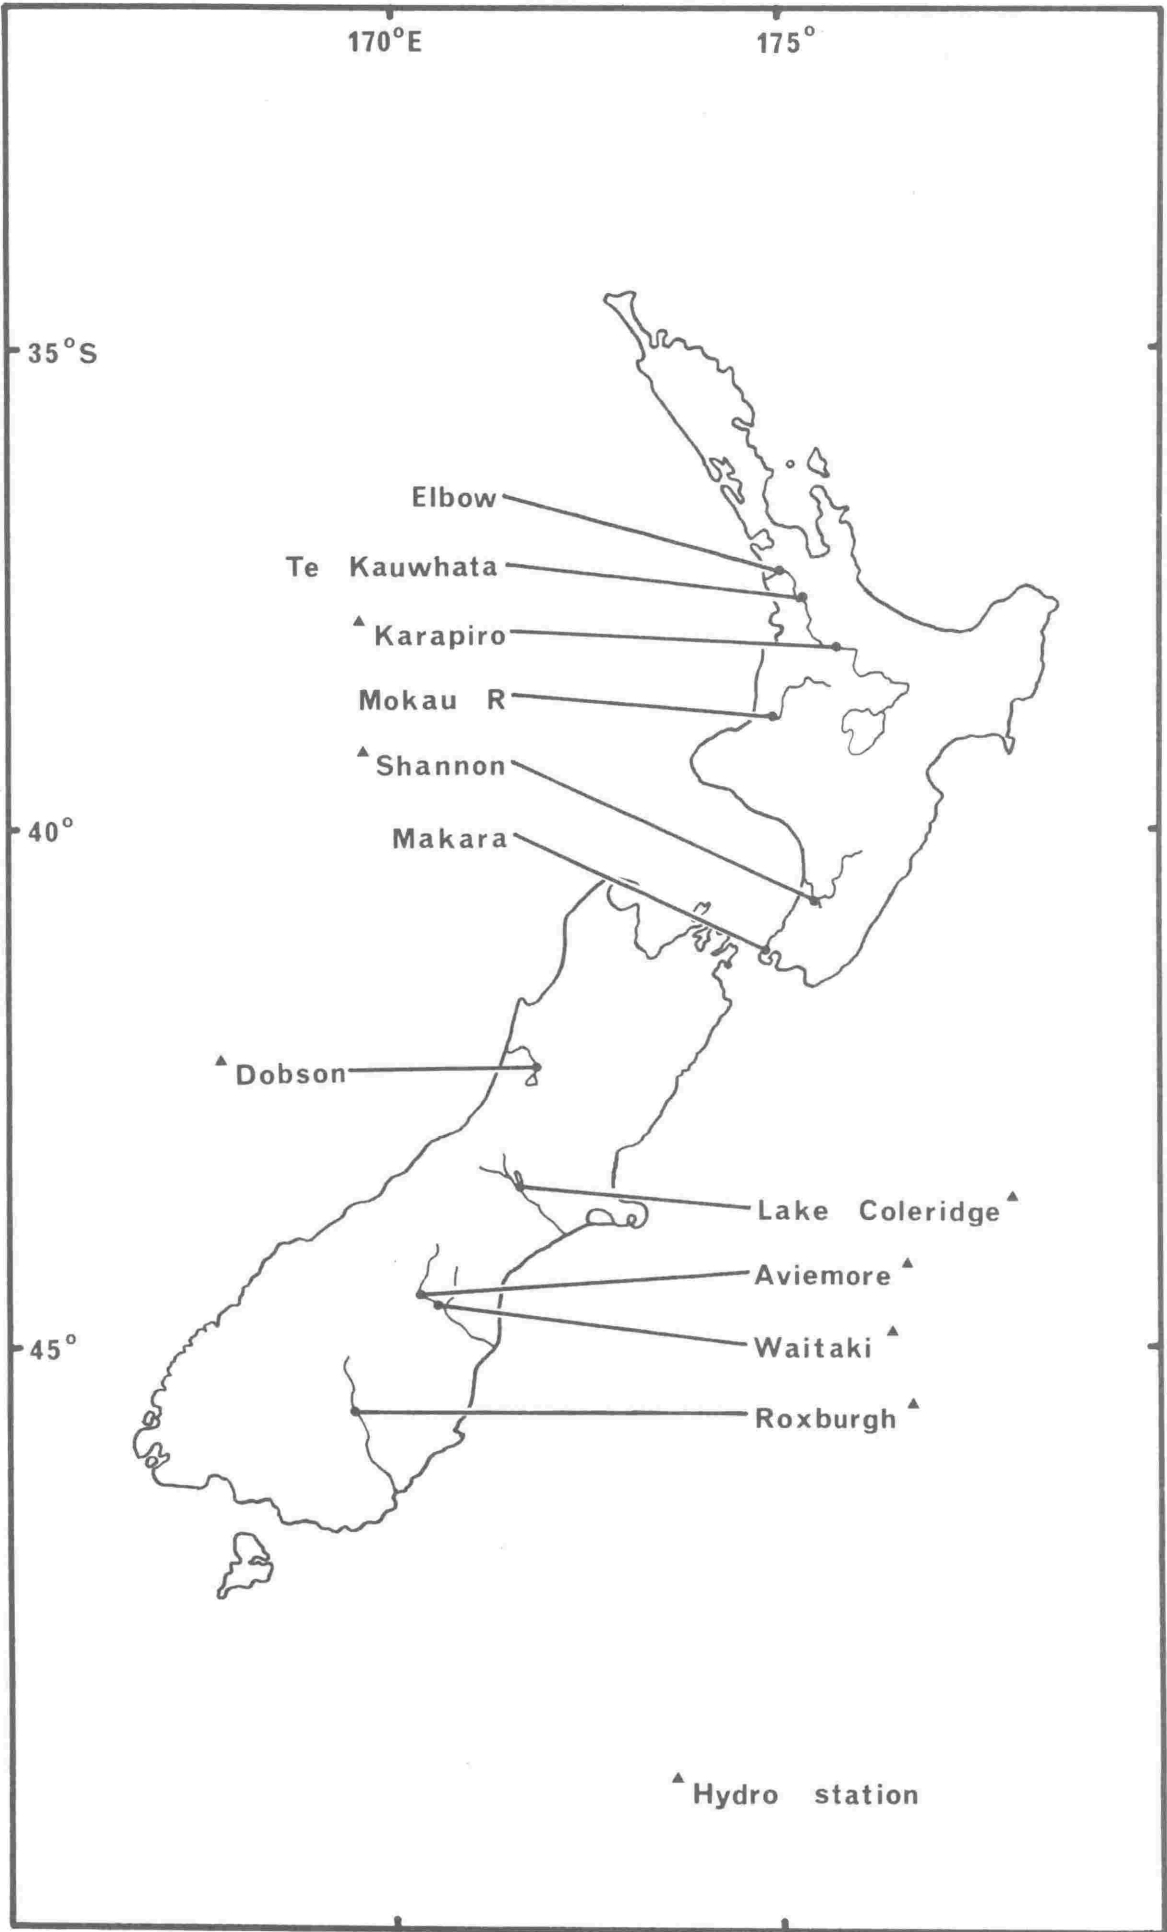 170°E 175°
35°S
Elbow
Te Kauwhata
▲Karapiro
Mokau R
▲Shannon
40°
Makara
▲Dobson
Lake Coleridge▲
Aviemore▲
45°
Waitaki▲
Roxburgh▲
▲Hydro station